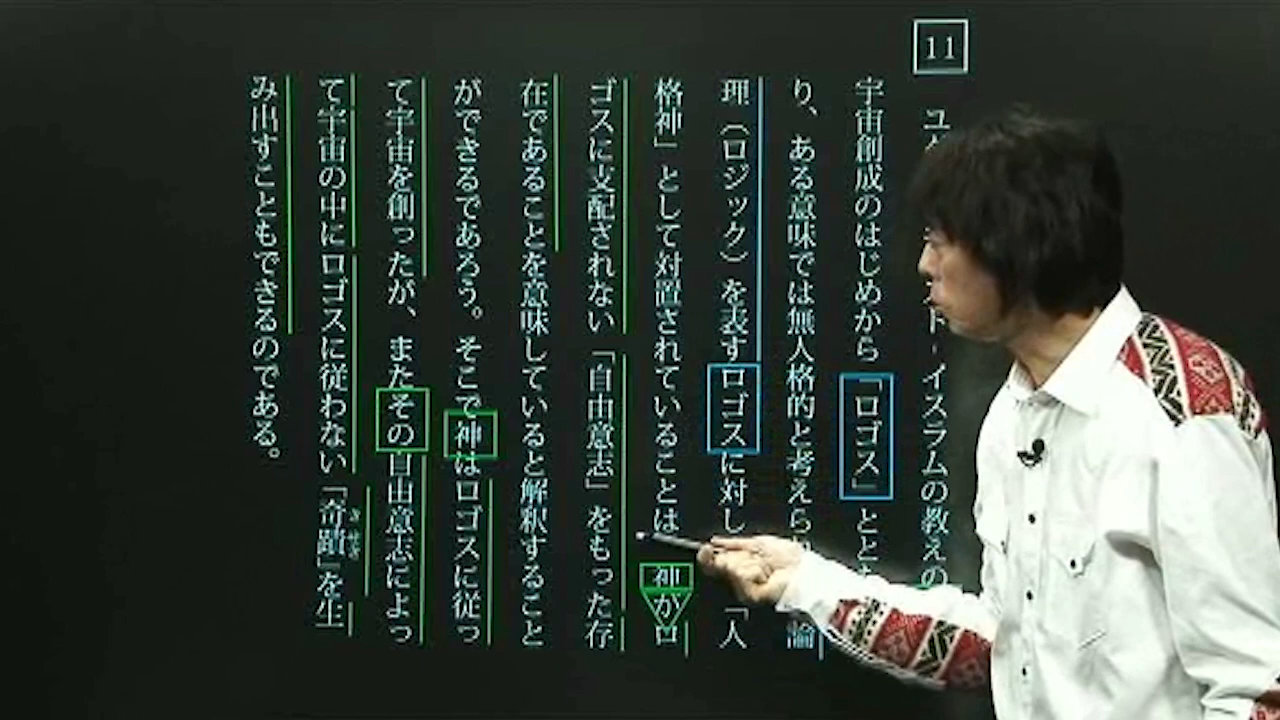 11
ユ ト・イスラムの教えの
宇宙創成のはじめから『ロゴス』とと
り、ある意味では無人格的と考えら 論
理（ロジック）を表すロゴスに対し 「人
格神」として対置されていることは 神がロ
ゴスに支配されない「自由意志」をもった存
在であることを意味していると解釈すること
ができるであろう。そこで神はロゴスに従っ
て宇宙を創ったが、またその自由意志によっ
て宇宙の中にロゴスに従わない「奇蹟」を生
み出すこともできるのである。